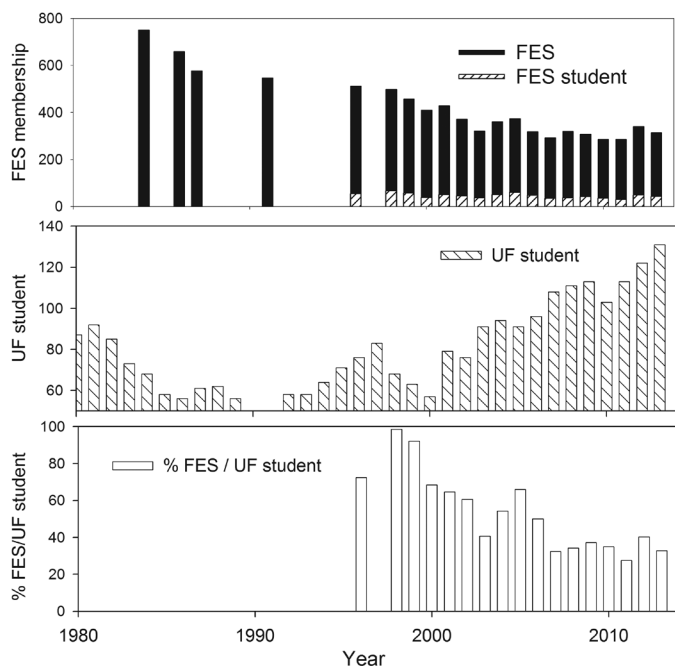 800
600
400
200
0
FES membership
FES
FES student
140
120
100
80
60
UF student
UF student
100
80
60
40
20
0
% FES/UF student
% FES / UF student
1980
1990
2000
2010
Year